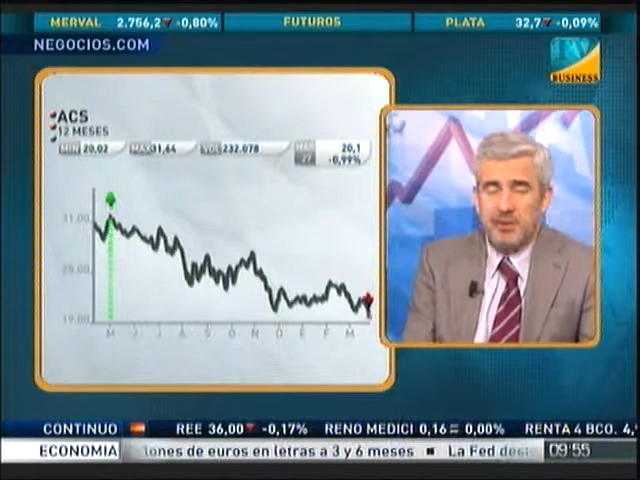 MERVAL 2.756,2 -0,80% FUTUROS PLATA 32,7 -0,09%
NEGOCIOS.COM
TV
BUSINESS
ACS
12 MESES
MIN 20,02 MAX 31,44 VOL 232.078 MAR 27 20,1 -0,99%
31.00
25.00
19.00
M J J A S O N D E F M
CONTINUO REE 36,00 -0,17% RENO MEDICI 0,16 = 0,00% RENTA 4 BCO. 4,
ECONOMIA lones de euros en letras a 3 y 6 meses ■ La Fed des 09:55